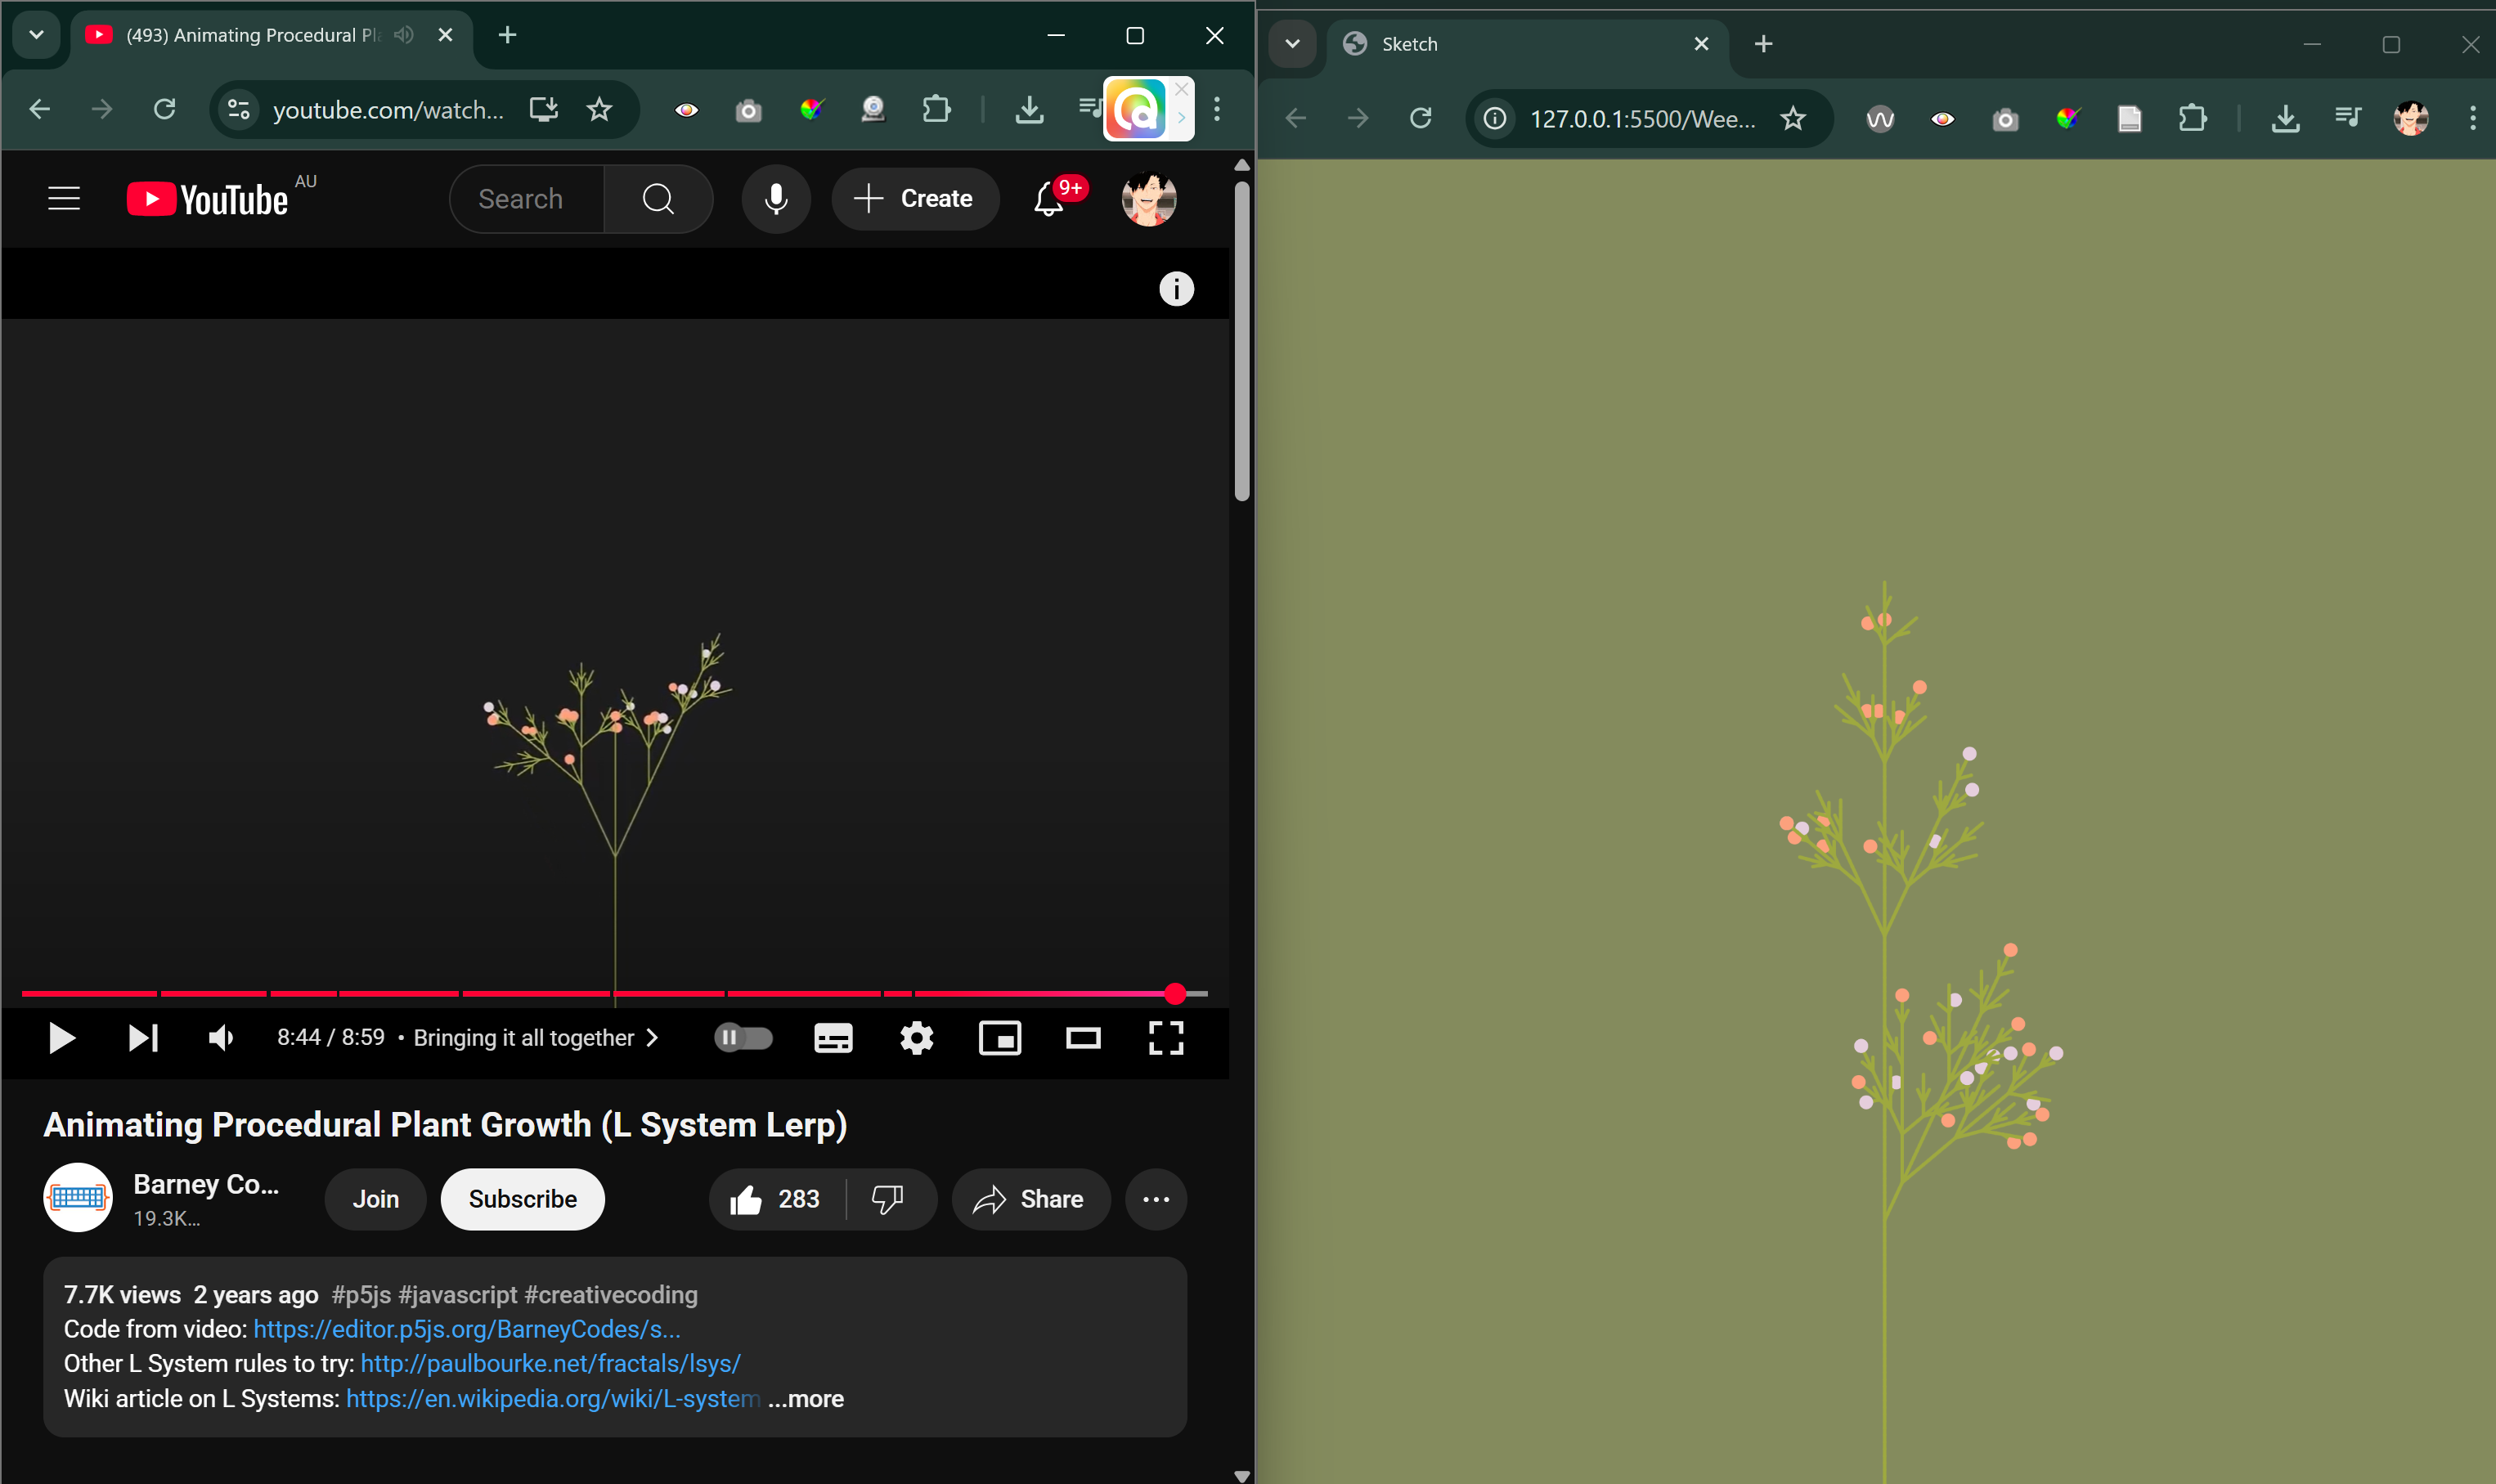 (493) Animating Procedural Pl
youtube.com/watch...
YouTube AU
Search
Create
9+
8:44 / 8:59 • Bringing it all together
Animating Procedural Plant Growth (L System Lerp)
Barney Co...
19.3K...
Join
Subscribe
283
Share
7.7K views 2 years ago #p5js #javascript #creativecoding
Code from video: https://editor.p5js.org/BarneyCodes/s...
Other L System rules to try: http://paulbourke.net/fractals/lsys/
Wiki article on L Systems: https://en.wikipedia.org/wiki/L-system ...more
Sketch
127.0.0.1:5500/Wee...